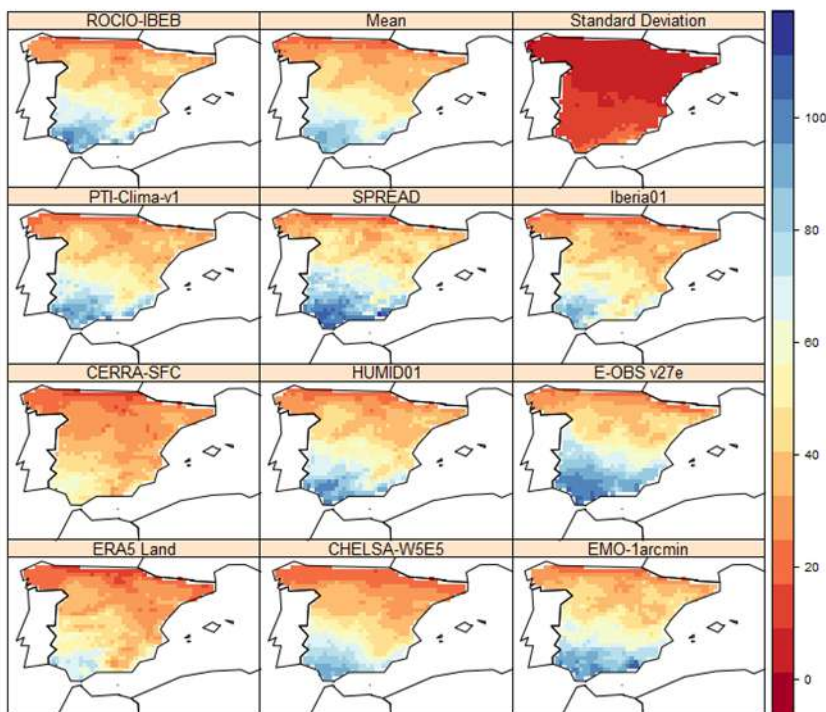 ROCIO-IBEB
Mean
Standard Deviation
PTI-Clima-v1
SPREAD
Iberia01
CERRA-SFC
HUMID01
E-OBS v27e
ERA5 Land
CHELSA-W5E5
EMO-1arcmin
100
80
60
40
20
0